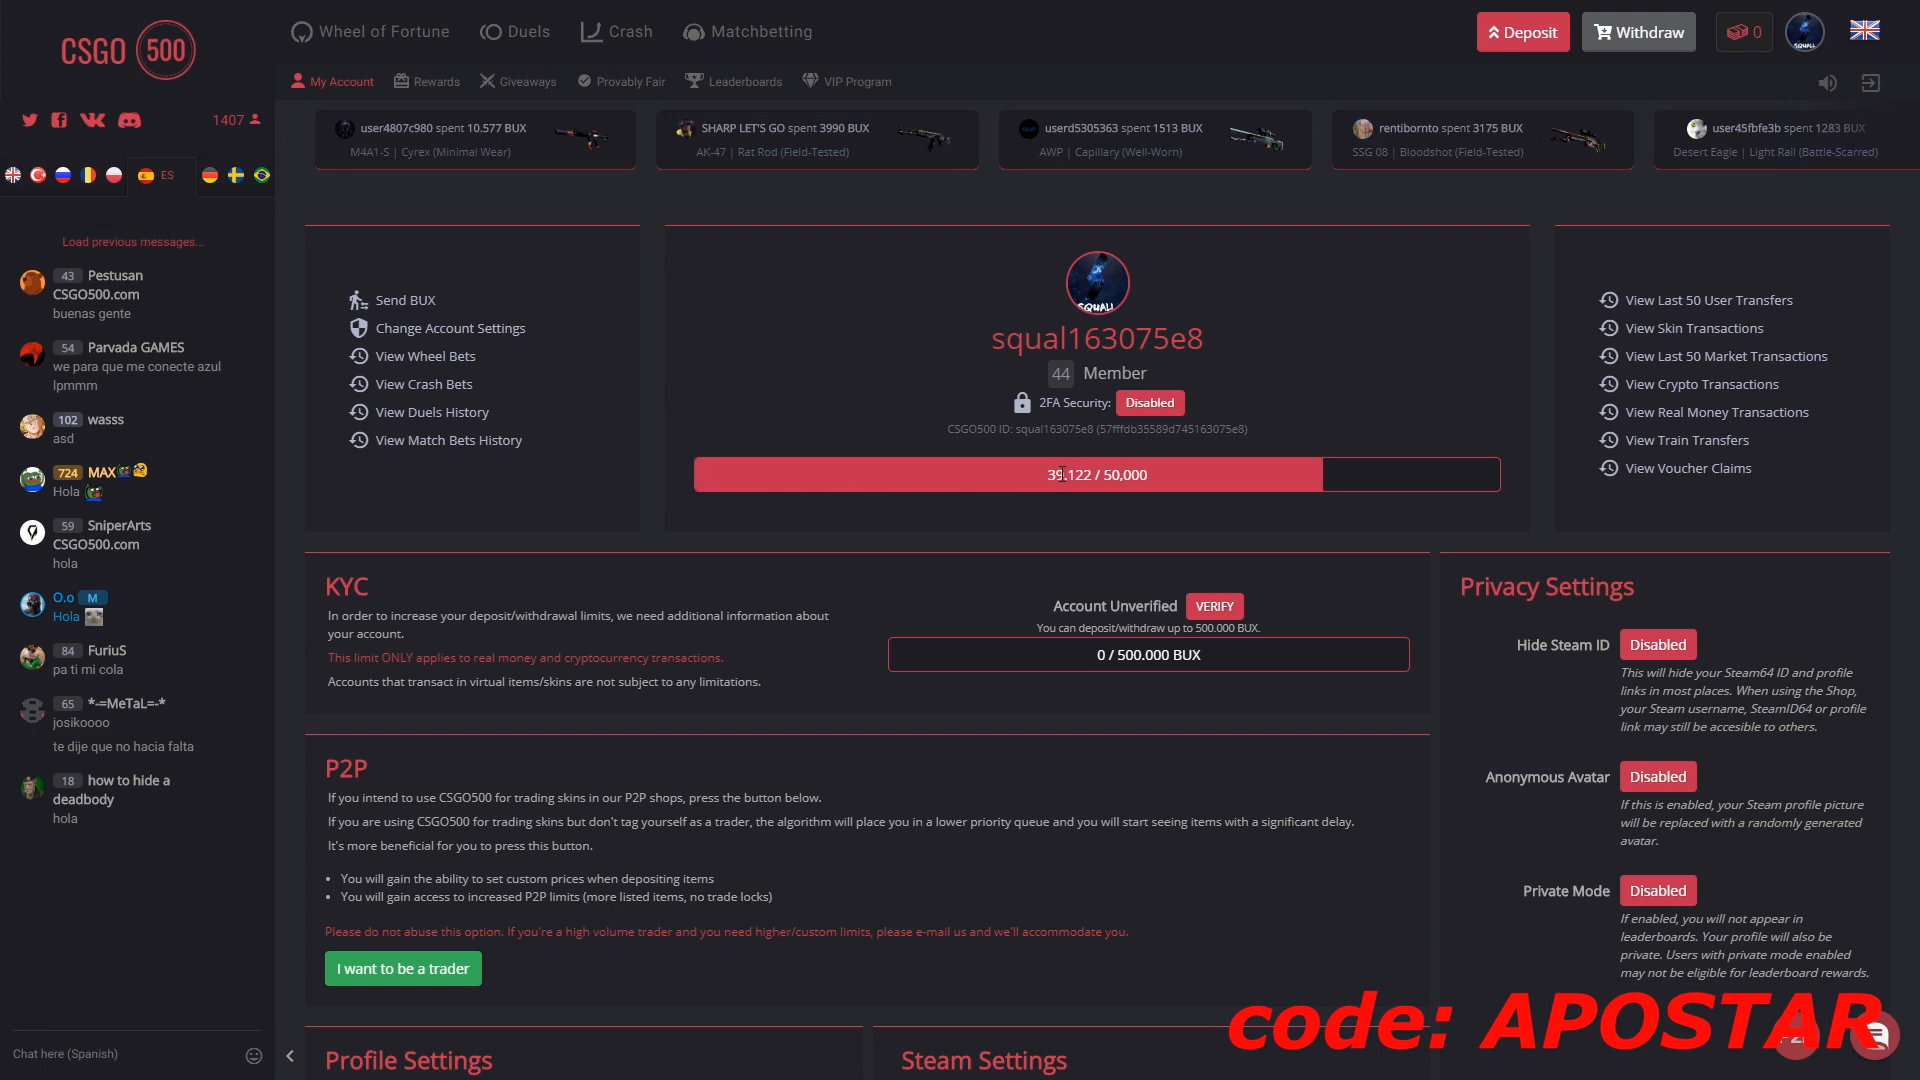 CSGO 500
Wheel of Fortune
Duels
Crash
Matchbetting
Deposit
Withdraw
0
My Account
Rewards
Giveaways
Provably Fair
Leaderboards
VIP Program
1407
ES
user4807c980 spent 10.577 BUX
M4A1-S | Cyrex (Minimal Wear)
SHARP LET'S GO spent 3990 BUX
AK-47 | Rat Rod (Field-Tested)
userd5305363 spent 1513 BUX
AWP | Capillary (Well-Worn)
rentibornto spent 3175 BUX
SSG 08 | Bloodshot (Field-Tested)
user45fbfe3b spent 1283 BUX
Desert Eagle | Light Rail (Battle-Scarred)
Load previous messages...
43 Pestusan
CSGO500.com
buenas gente
54 Parvada GAMES
we para que me conecte azul
lpmmm
102 wasss
asd
724 MAX
Hola
59 SniperArts
CSGO500.com
hola
O.o M
Hola
84 FuriuS
pa ti mi cola
65 *-=MeTaL=-*
josikoooo
te dije que no hacia falta
18 how to hide a
deadbody
hola
Chat here (Spanish)
Send BUX
Change Account Settings
View Wheel Bets
View Crash Bets
View Duels History
View Match Bets History
SQUALL
squal163075e8
44 Member
2FA Security: Disabled
CSGO500 ID: squal163075e8 (57fffdb35589d745163075e8)
39,122 / 50,000
View Last 50 User Transfers
View Skin Transactions
View Last 50 Market Transactions
View Crypto Transactions
View Real Money Transactions
View Train Transfers
View Voucher Claims
KYC
In order to increase your deposit/withdrawal limits, we need additional information about
your account.
This limit ONLY applies to real money and cryptocurrency transactions.
Accounts that transact in virtual items/skins are not subject to any limitations.
Account Unverified VERIFY
You can deposit/withdraw up to 500.000 BUX.
0 / 500.000 BUX
P2P
If you intend to use CSGO500 for trading skins in our P2P shops, press the button below.
If you are using CSGO500 for trading skins but don't tag yourself as a trader, the algorithm will place you in a lower priority queue and you will start seeing items with a significant delay.
It's more beneficial for you to press this button.
• You will gain the ability to set custom prices when depositing items
• You will gain access to increased P2P limits (more listed items, no trade locks)
Please do not abuse this option. If you're a high volume trader and you need higher/custom limits, please e-mail us and we'll accommodate you.
I want to be a trader
Privacy Settings
Hide Steam ID Disabled
This will hide your Steam64 ID and profile
links in most places. When using the Shop,
your Steam username, SteamID64 or profile
link may still be accesible to others.
Anonymous Avatar Disabled
If this is enabled, your Steam profile picture
will be replaced with a randomly generated
avatar.
Private Mode Disabled
If enabled, you will not appear in
leaderboards. Your profile will also be
private. Users with private mode enabled
may not be eligible for leaderboard rewards.
Profile Settings
Steam Settings
code: APOSTAR